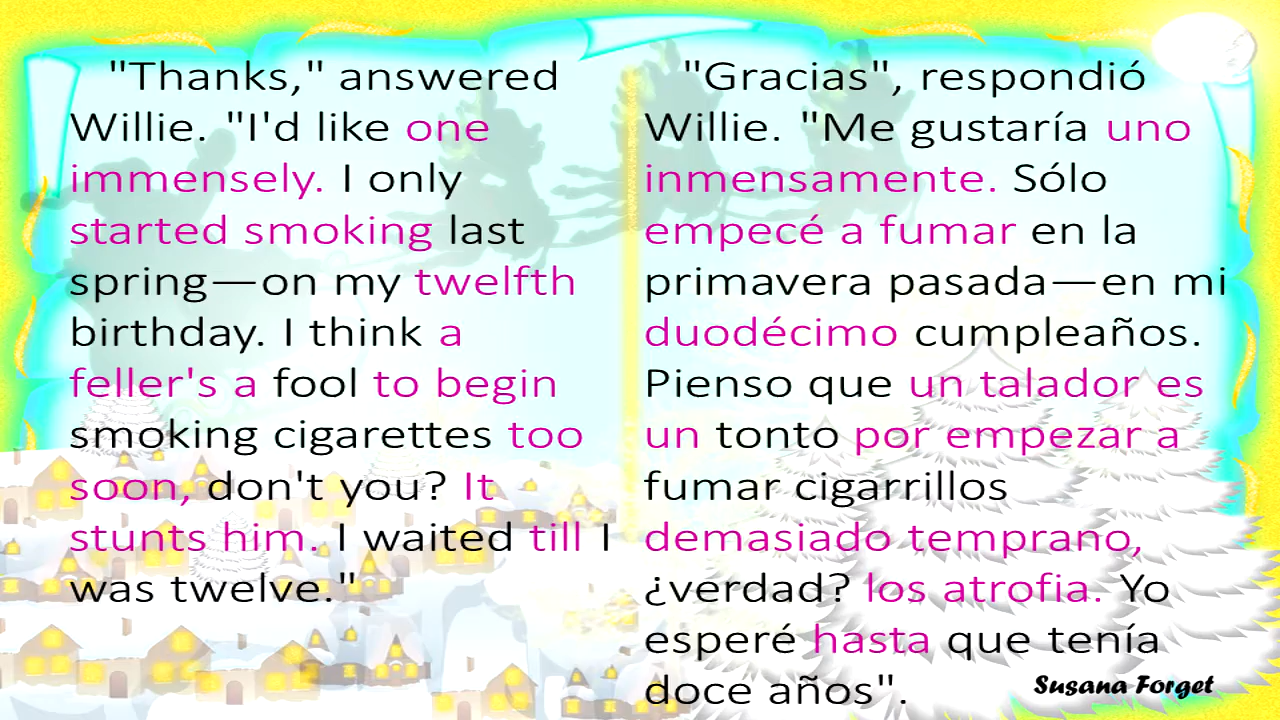 "Thanks," answered
Willie. "I'd like one
immensely. I only
started smoking last
spring—on my twelfth
birthday. I think a
feller's a fool to begin
smoking cigarettes too
soon, don't you? It
stunts him. I waited till I
was twelve."
"Gracias", respondió
Willie. "Me gustaría uno
inmensamente. Sólo
empecé a fumar en la
primavera pasada—en mi
duodécimo cumpleaños.
Pienso que un talador es
un tonto por empezar a
fumar cigarrillos
demasiado temprano,
¿verdad? los atrofia. Yo
esperé hasta que tenía
doce años".
Susana Forget